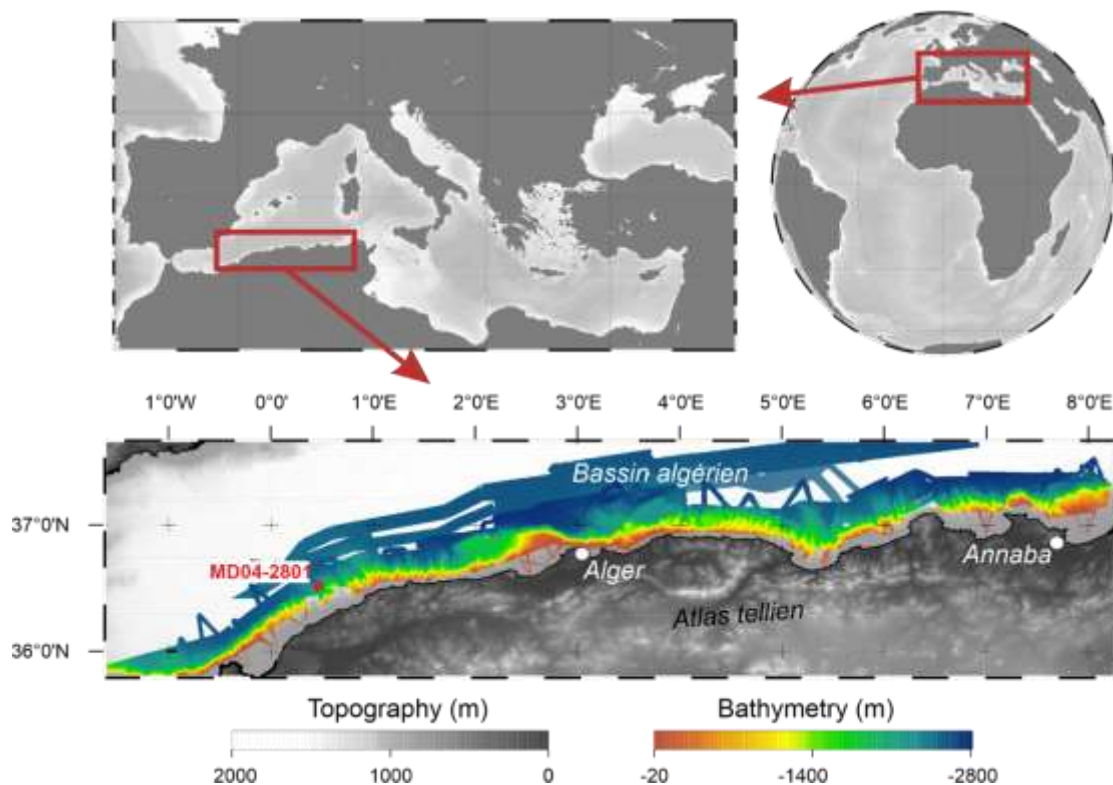 1°0'W 0°0' 1°0'E 2°0'E 3°0'E 4°0'E 5°0'E 6°0'E 7°0'E 8°0'E
Bassin algèrien
37°0'N
MD04-2801
Alger
Annaba
Atlas tellien
36°0'N
Topography (m) Bathymetry (m)
2000 1000 0 -20 -1400 -2800